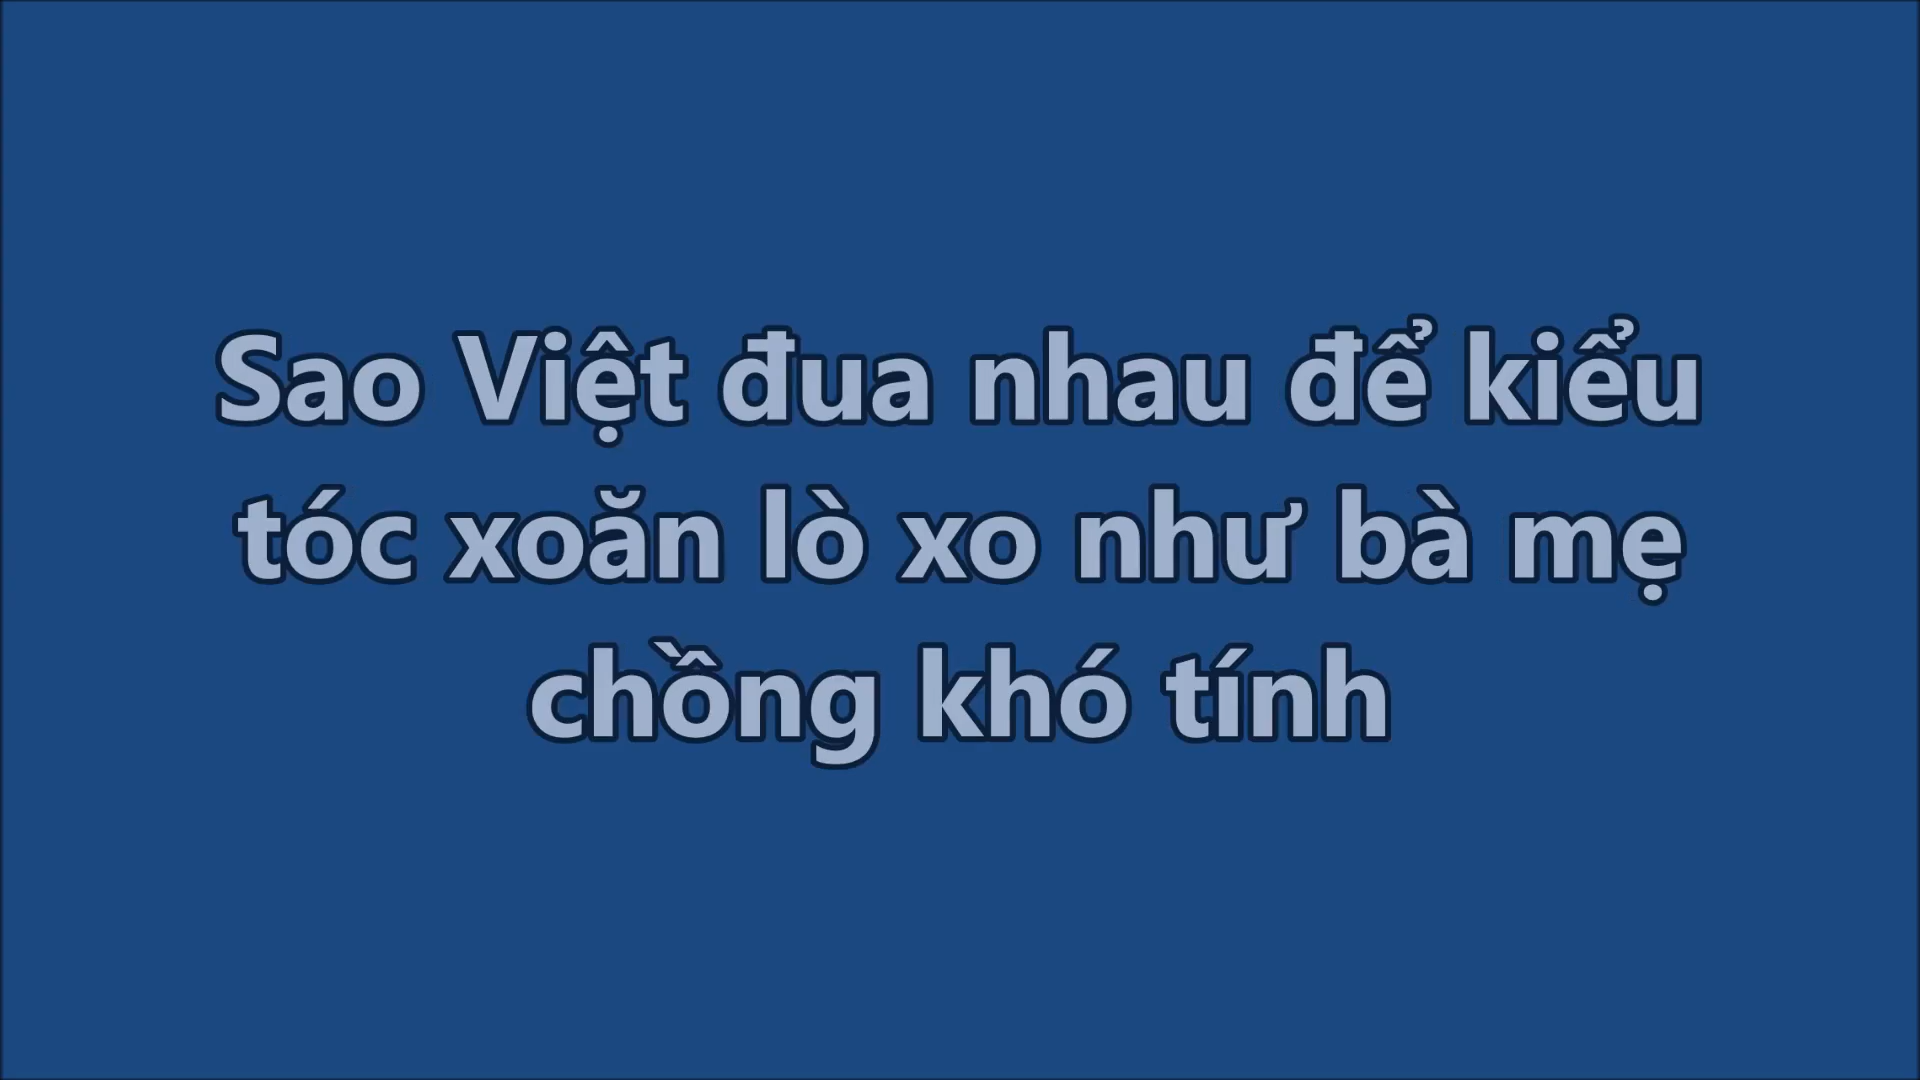 Sao Việt đua nhau để kiểu
tóc xoăn lò xo như bà mẹ
chồng khó tính